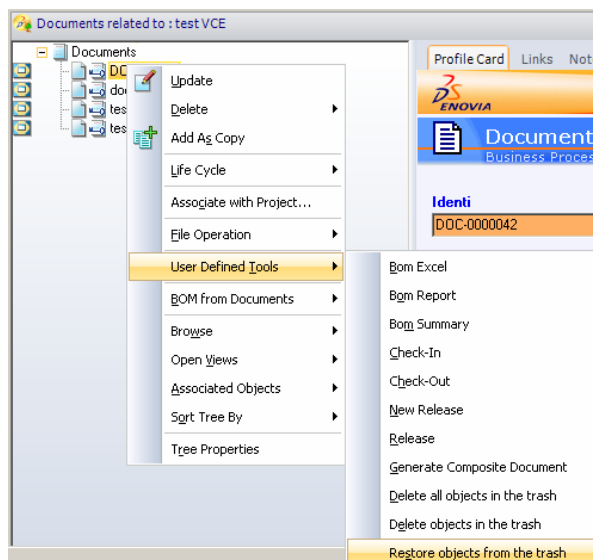 Documents related to : test VCE
Documents
DO
do
tes
tes
Update
Delete
Add As Copy
Life Cycle
Associate with Project...
File Operation
User Defined Tools
BOM from Documents
Browse
Open Views
Associated Objects
Sort Tree By
Tree Properties
Profile Card Links Not
ENOVIA
Document
Business Proces
Identi
DOC-0000042
Bom Excel
Bom Report
Bom Summary
Check-In
Check-Out
New Release
Release
Generate Composite Document
Delete all objects in the trash
Delete objects in the trash
Restore objects from the trash